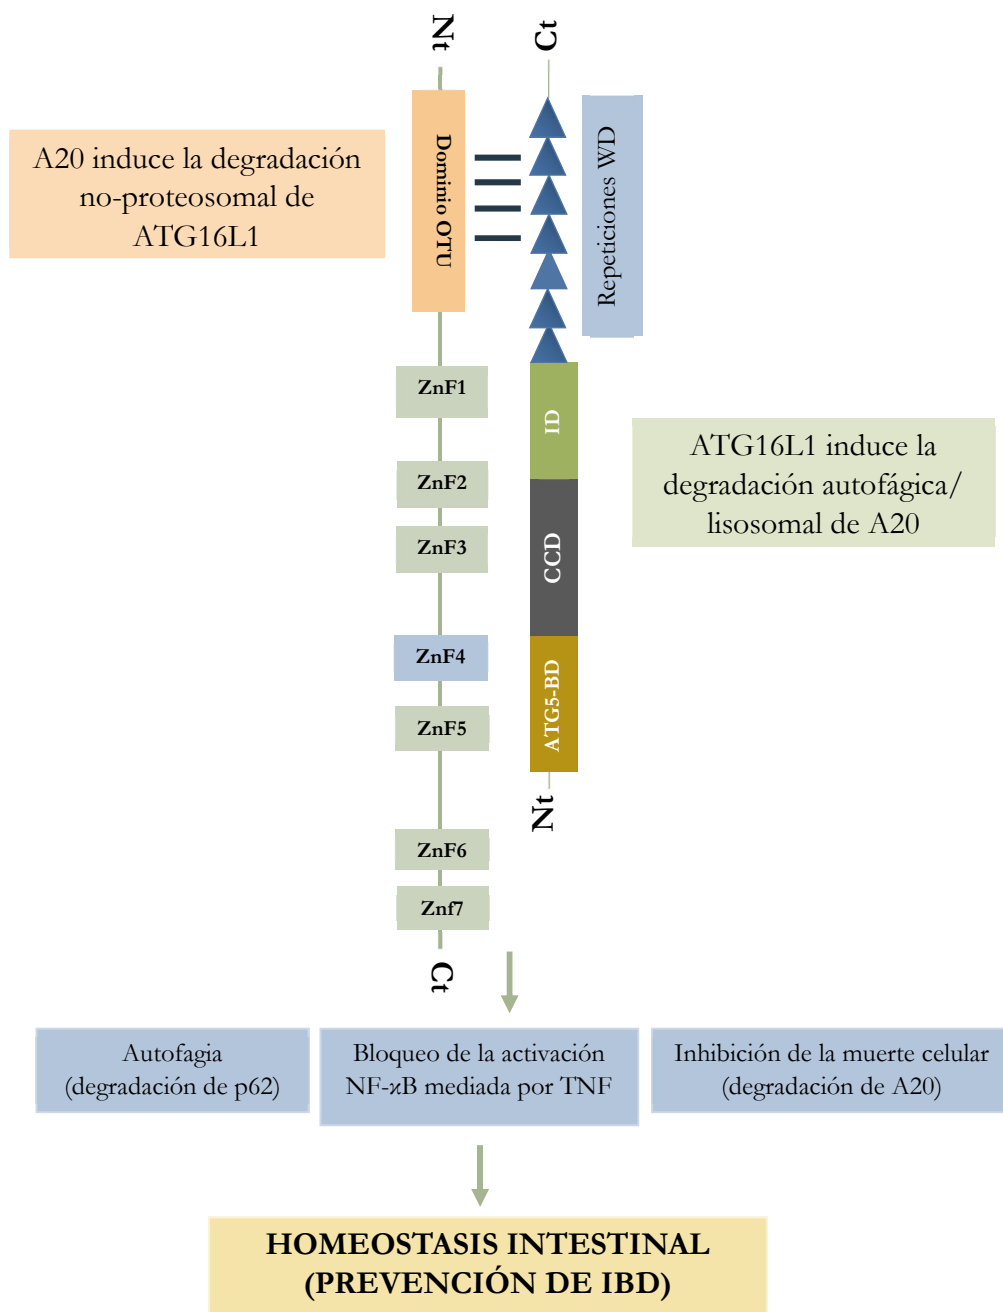 Nt
Ct
A20 induce la degradación
no-proteosomal de
ATG16L1
Dominio OTU
Repeticiones WD
ZnF1
ZnF2
ZnF3
ZnF4
ZnF5
ZnF6
Znf7
Ct
ID
CCD
ATG5-BD
Nt
ATG16L1 induce la
degradación autofágica/
lisosomal de A20
Autofagia
(degradación de p62)
Bloqueo de la activación
NF-κB mediada por TNF
Inhibición de la muerte celular
(degradación de A20)
HOMEOSTASIS INTESTINAL
(PREVENCIÓN DE IBD)